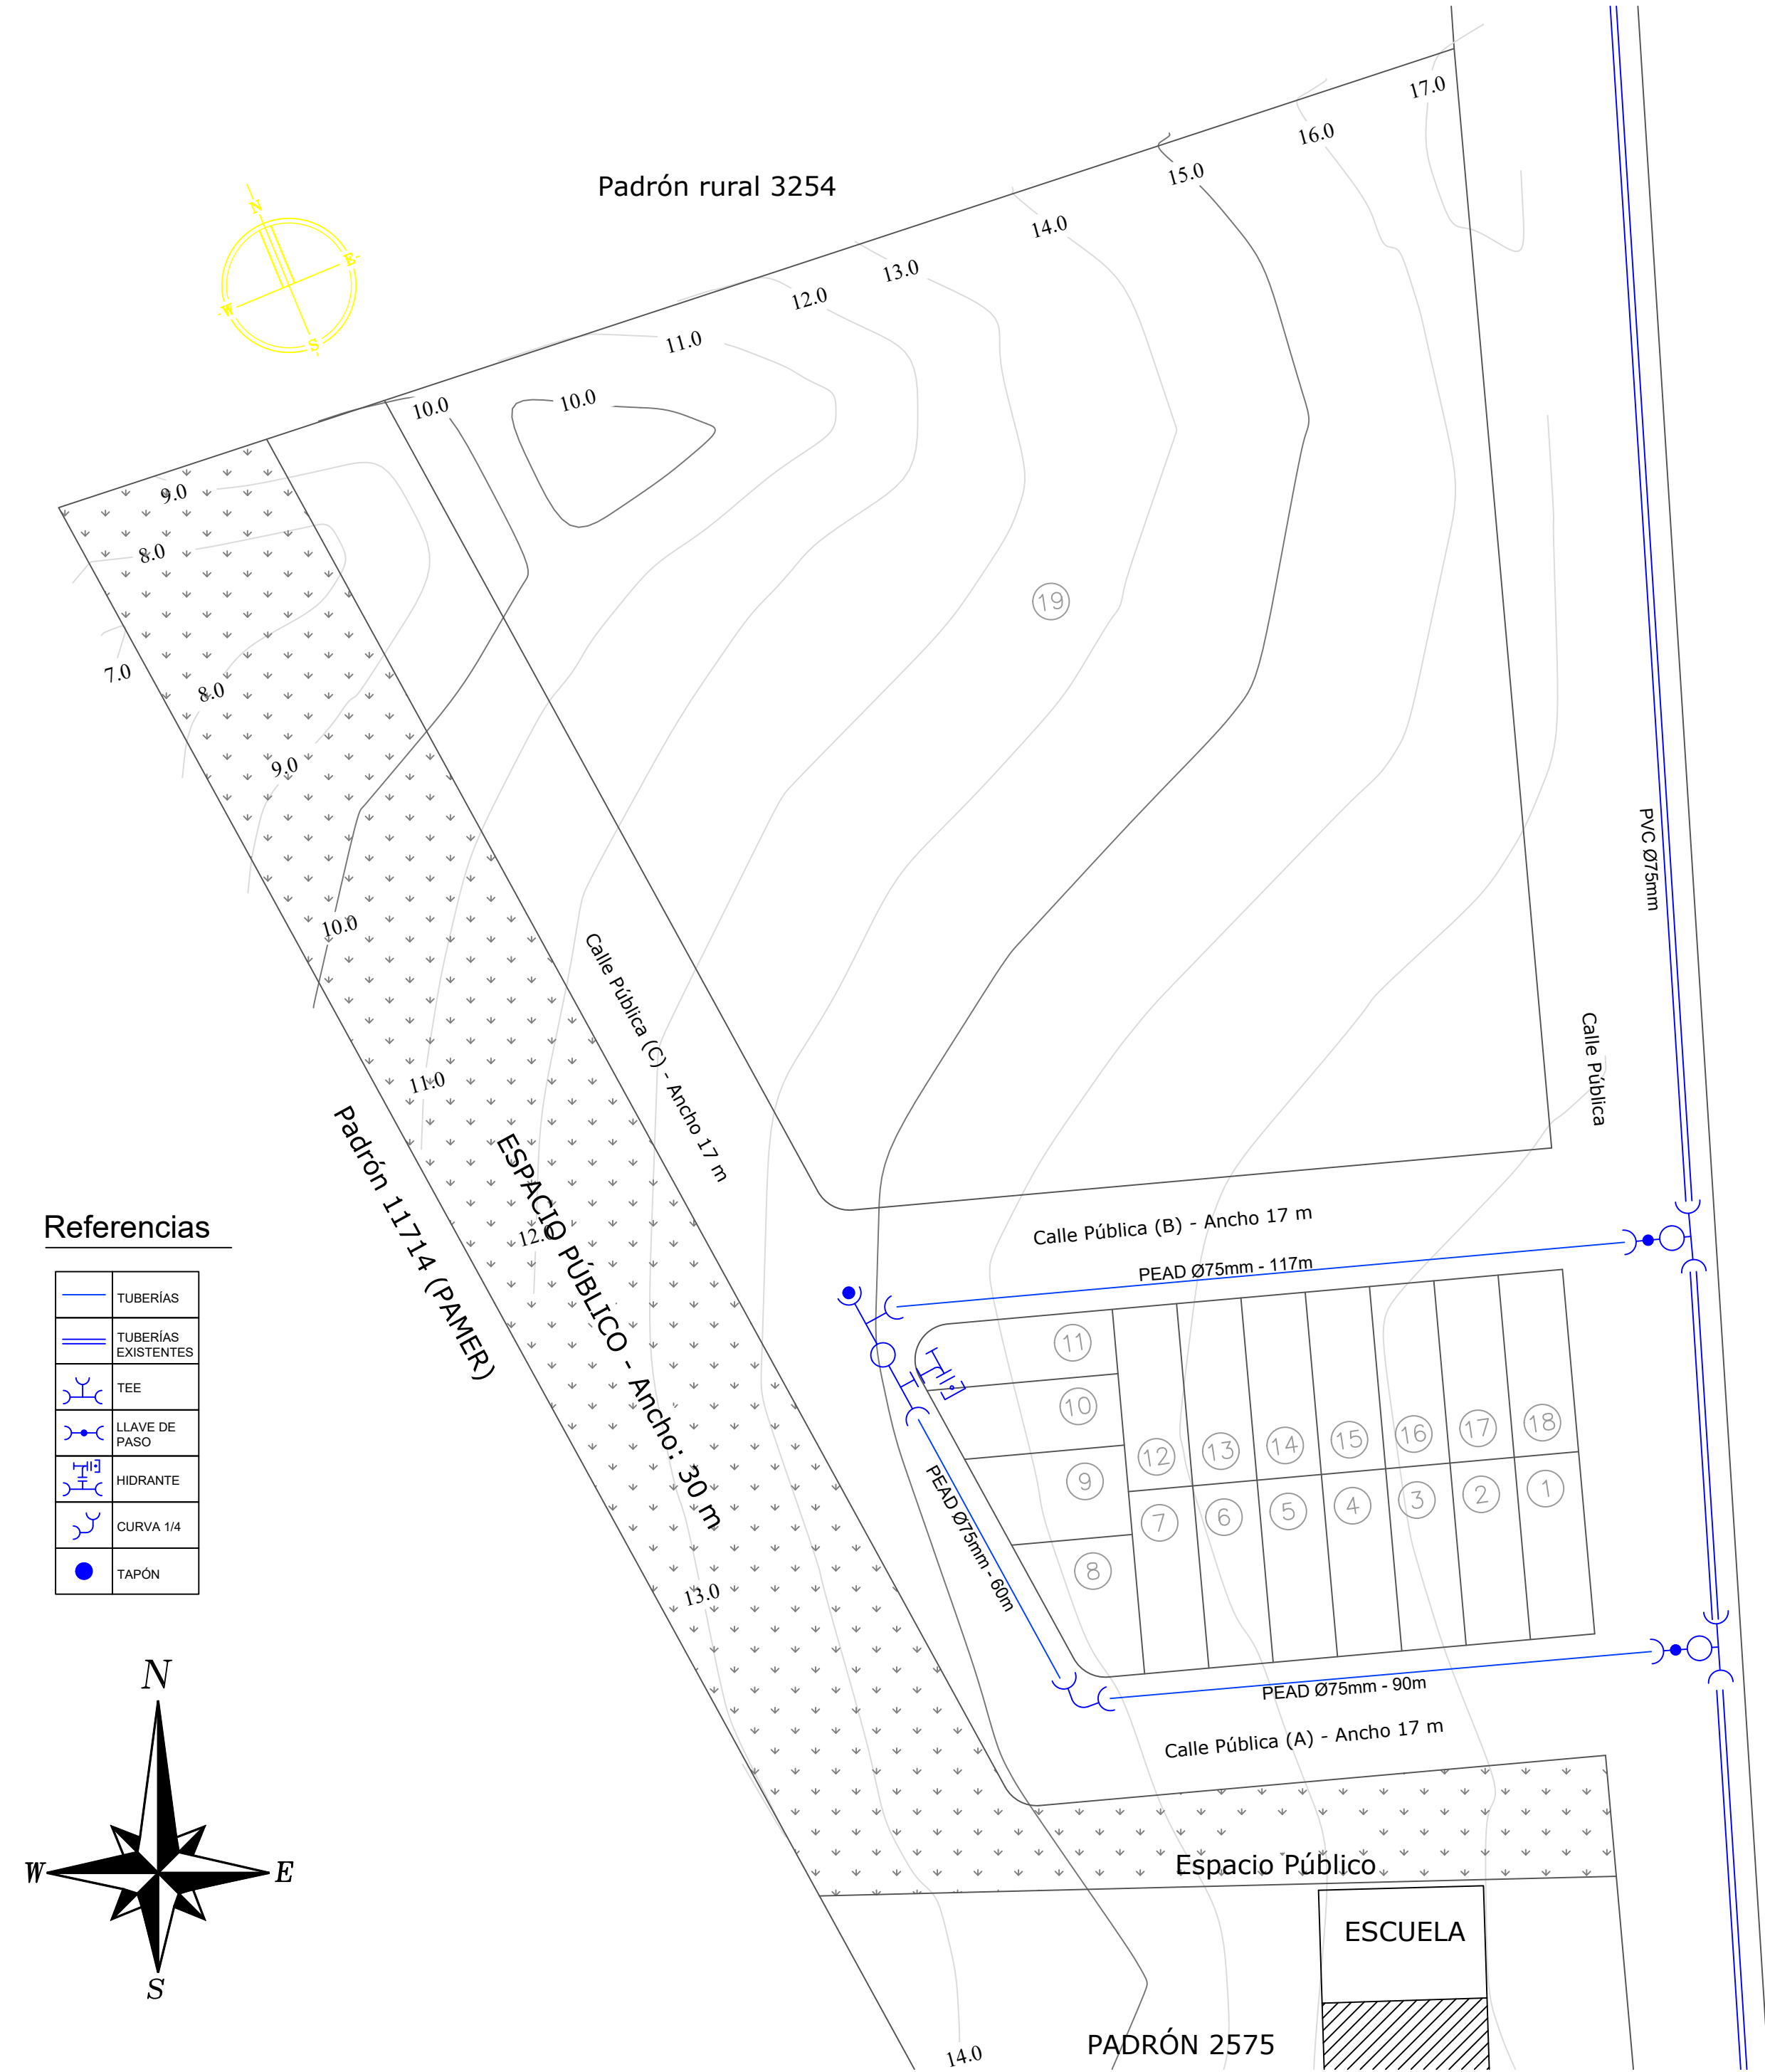 17.0
16.0
15.0
Padrón rural 3254
N
E
W
S
14.0
13.0
12.0
11.0
10.0
10.0
9.0
8.0
7.0
8.0
9.0
10.0
11.0
12.0
13.0
14.0
19
PVC Ø75mm
Calle Pública
Calle Pública (C) - Ancho 17 m
Padrón 11714 (PAMER)
ESPACIO PÚBLICO - Ancho: 30 m
Calle Pública (B) - Ancho 17 m
PEAD Ø75mm - 117m
11
10
9
8
12
13
14
15
16
17
18
7
6
5
4
3
2
1
PEAD Ø75mm - 60m
PEAD Ø75mm - 90m
Calle Pública (A) - Ancho 17 m
Espacio Público
ESCUELA
PADRÓN 2575
Referencias
TUBERÍAS
TUBERÍAS
EXISTENTES
TEE
LLAVE DE
PASO
HIDRANTE
CURVA 1/4
TAPÓN
N
W
E
S